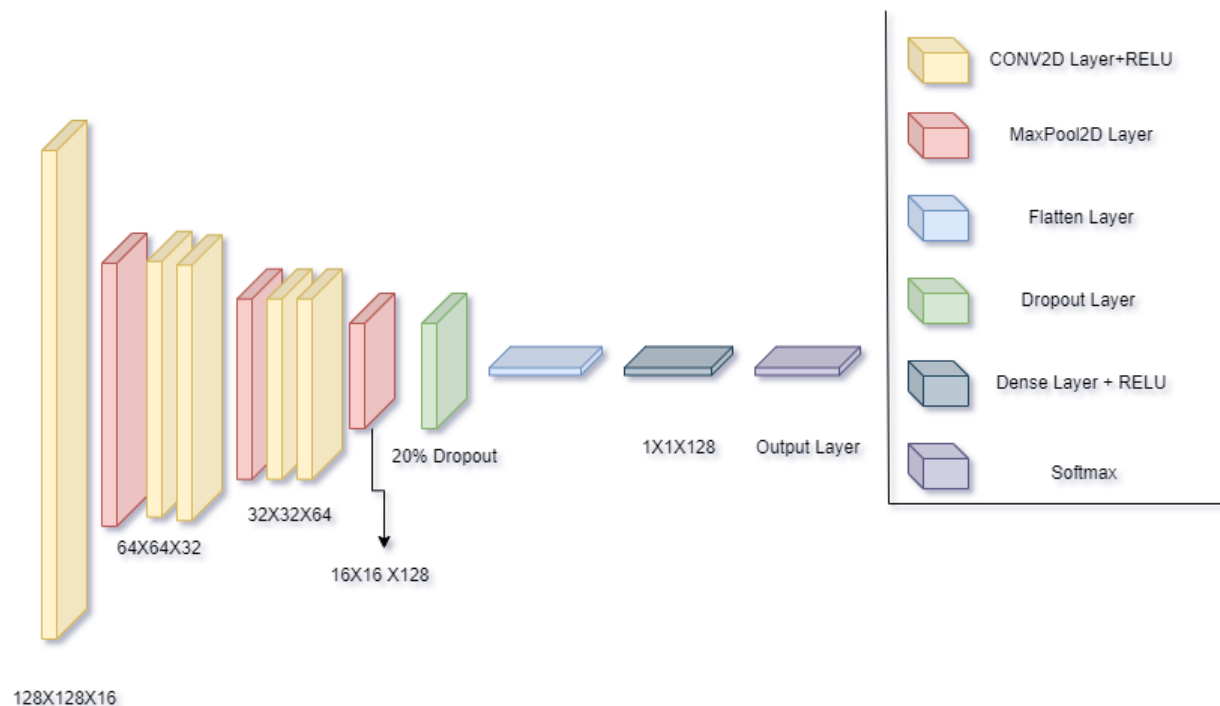 CONV2D Layer+RELU
MaxPool2D Layer
Flatten Layer
Dropout Layer
Dense Layer + RELU
Softmax
128X128X16
64X64X32
32X32X64
16X16 X128
20% Dropout
1X1X128
Output Layer